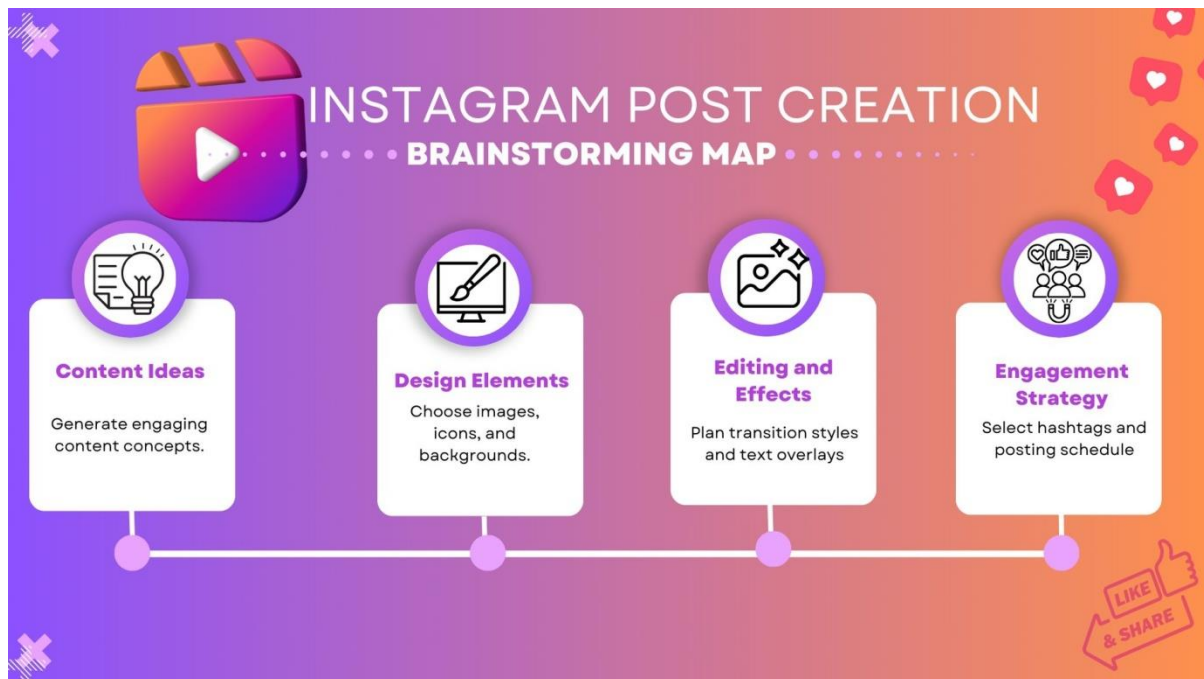 INSTAGRAM POST CREATION
BRAINSTORMING MAP
Content Ideas
Generate engaging
content concepts.
Design Elements
Choose images,
icons, and
backgrounds.
Editing and
Effects
Plan transition styles
and text overlays
Engagement
Strategy
Select hashtags and
posting schedule
LIKE
& SHARE